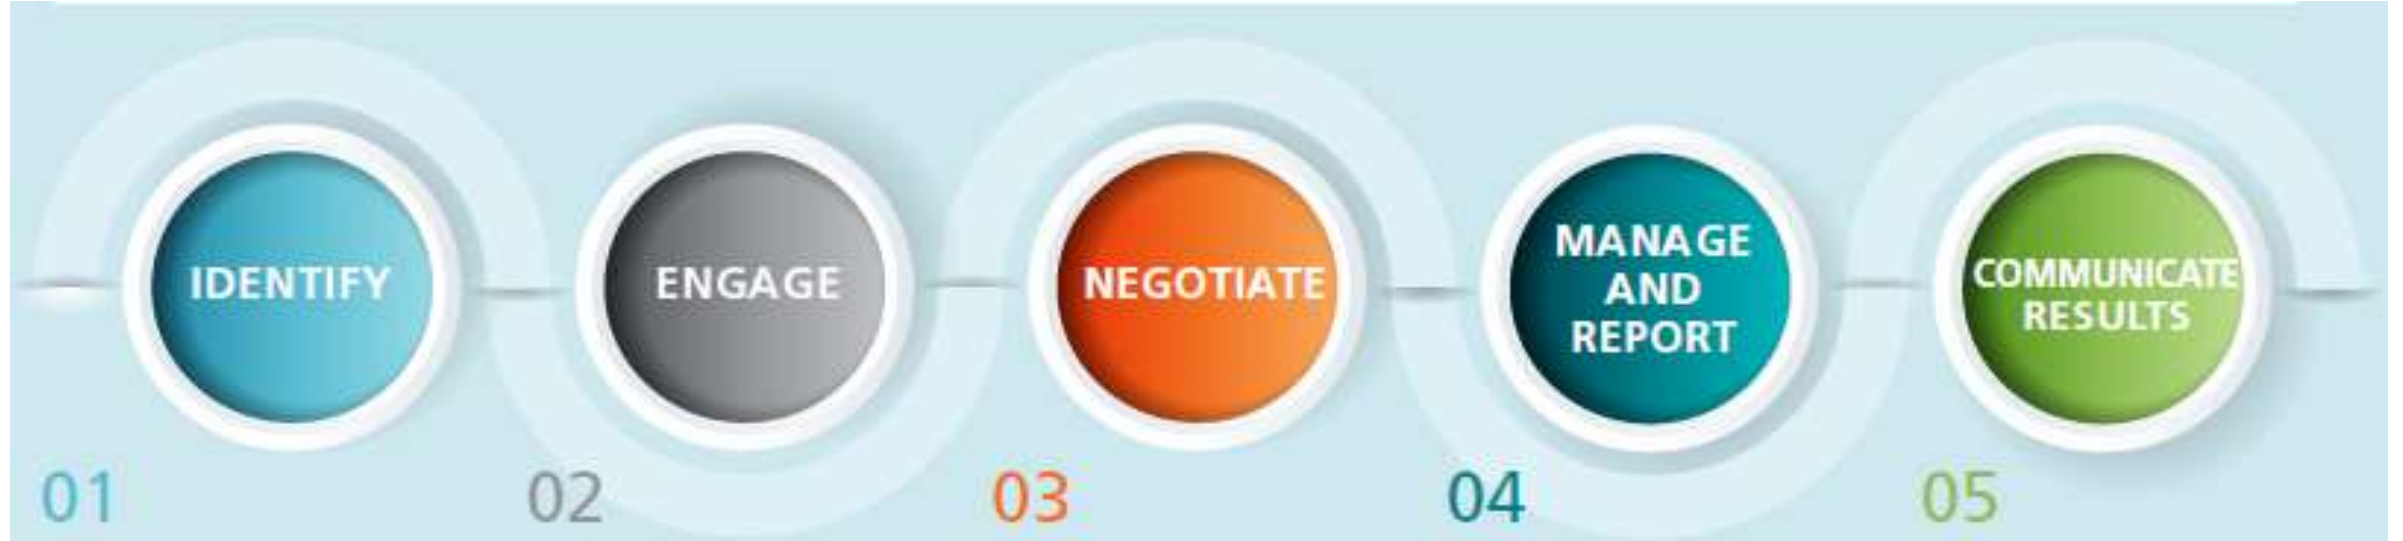 IDENTIFY
ENGAGE
NEGOTIATE
MANAGE
AND
REPORT
COMMUNICATE
RESULTS
01
02
03
04
05